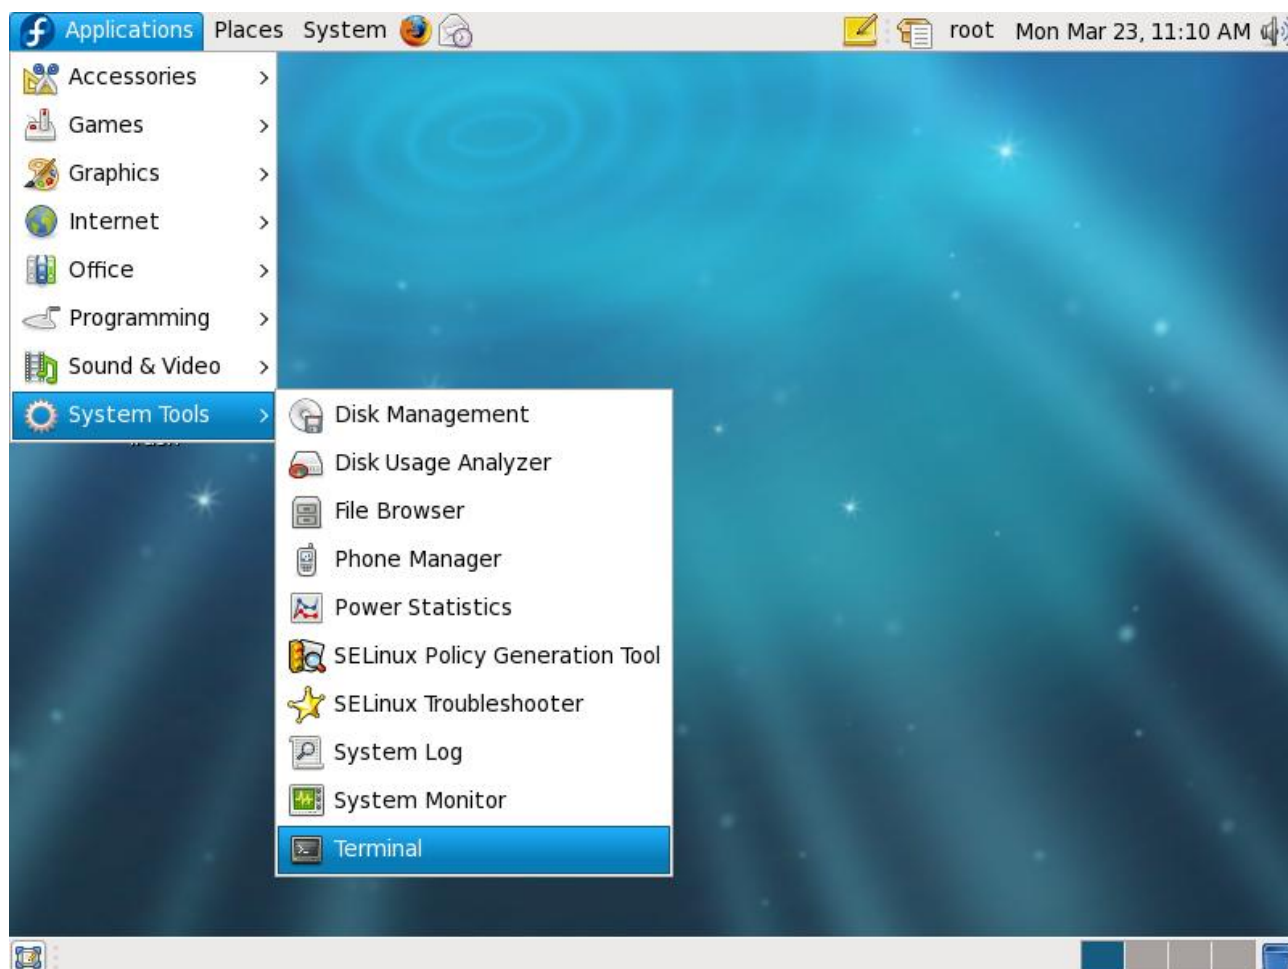 Applications Places System root Mon Mar 23, 11:10 AM
Accessories
Games
Graphics
Internet
Office
Programming
Sound & Video
System Tools
Disk Management
Disk Usage Analyzer
File Browser
Phone Manager
Power Statistics
SELinux Policy Generation Tool
SELinux Troubleshooter
System Log
System Monitor
Terminal